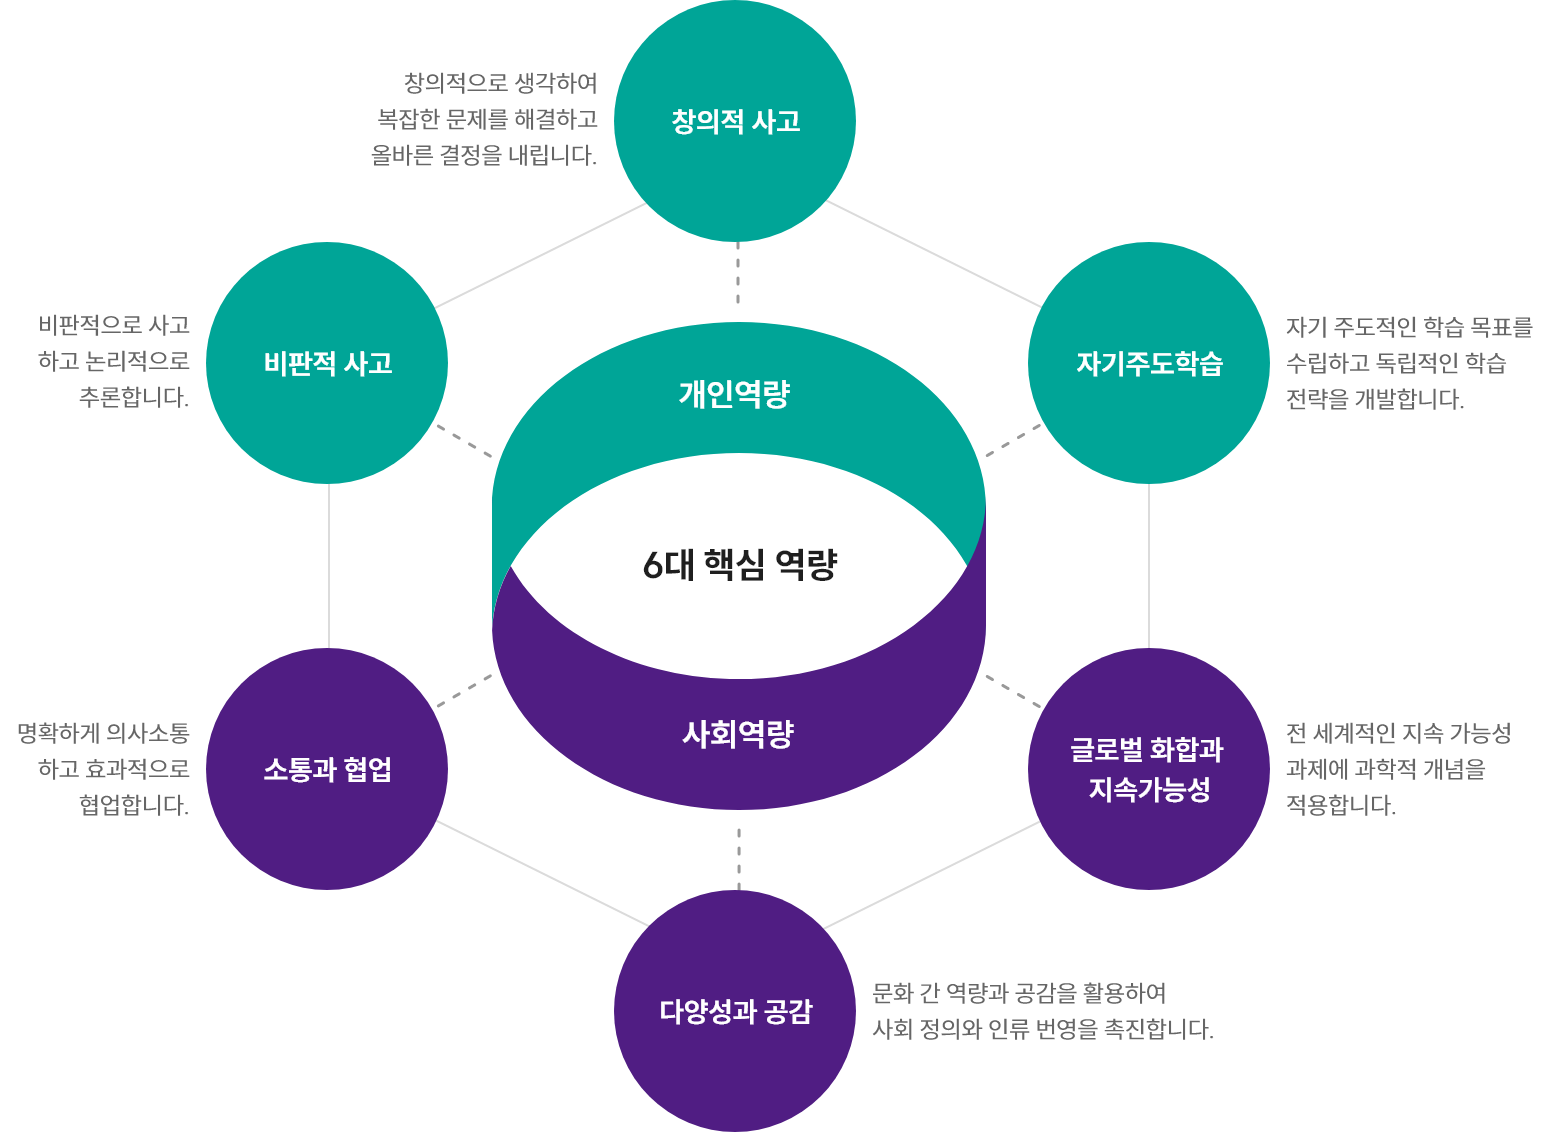 창의적으로 생각하여
복잡한 문제를 해결하고
올바른 결정을 내립니다.
창의적 사고
비판적으로 사고
하고 논리적으로
추론합니다.
비판적 사고
자기주도학습
자기 주도적인 학습 목표를
수립하고 독립적인 학습
전략을 개발합니다.
개인역량
6대 핵심 역량
사회역량
명확하게 의사소통
하고 효과적으로
협업합니다.
소통과 협업
글로벌 화합과
지속가능성
전 세계적인 지속 가능성
과제에 과학적 개념을
적용합니다.
다양성과 공감
문화 간 역량과 공감을 활용하여
사회 정의와 인류 번영을 촉진합니다.